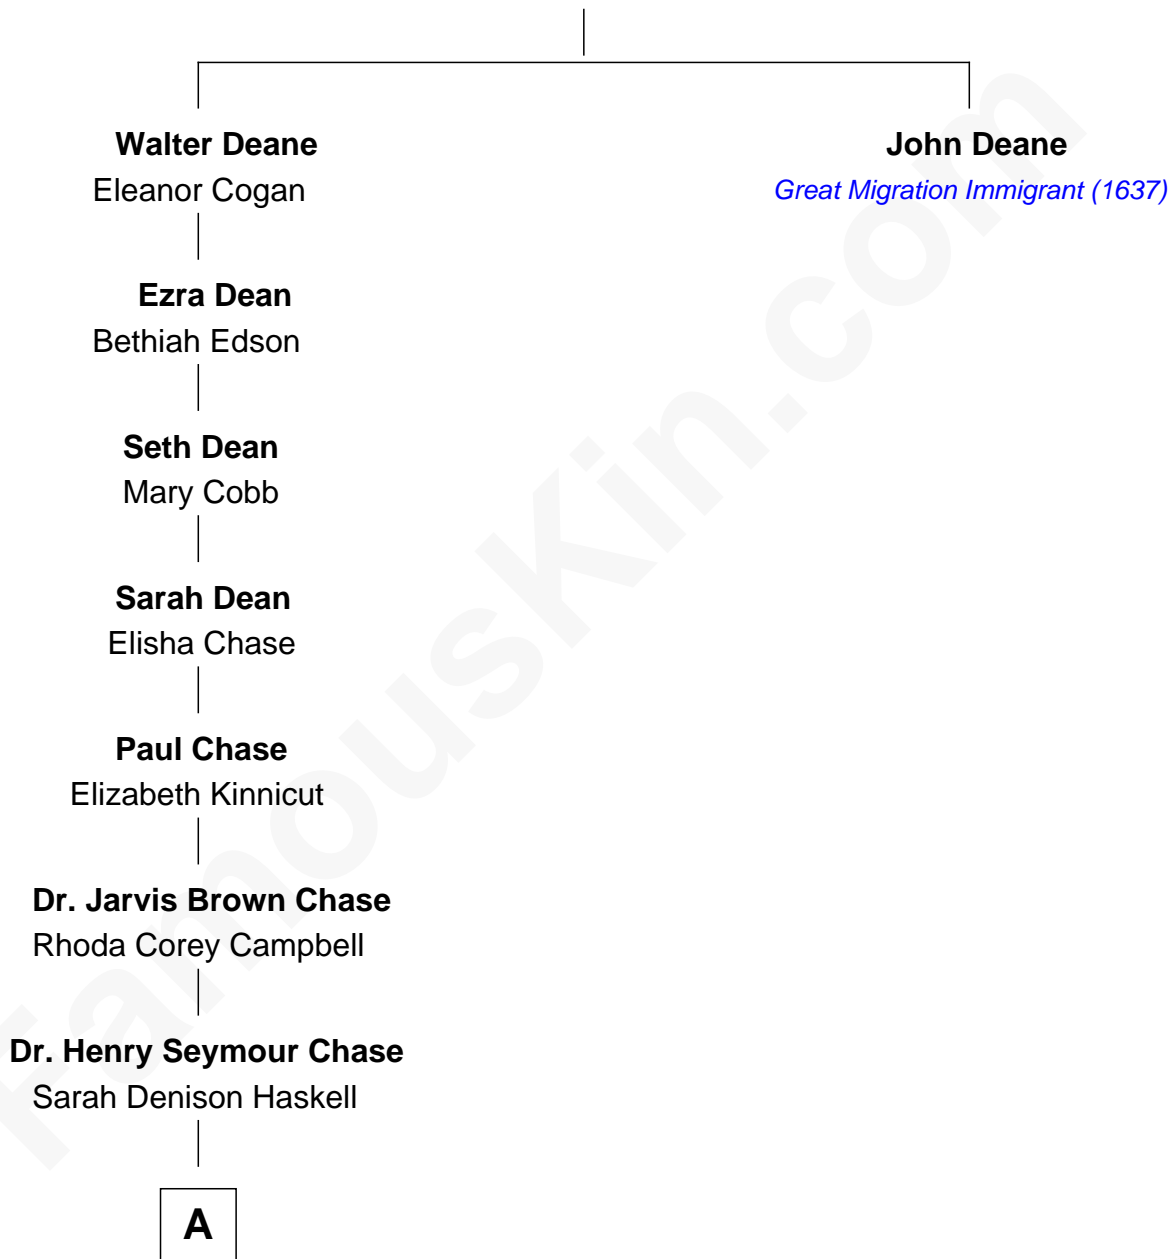 Walter Deane
Eleanor Cogan
John Deane
Great Migration Immigrant (1637)
Ezra Dean
Bethiah Edson
Seth Dean
Mary Cobb
Sarah Dean
Elisha Chase
Paul Chase
Elizabeth Kinnicut
Dr. Jarvis Brown Chase
Rhoda Corey Campbell
Dr. Henry Seymour Chase
Sarah Denison Haskell
A
FamousKin.com